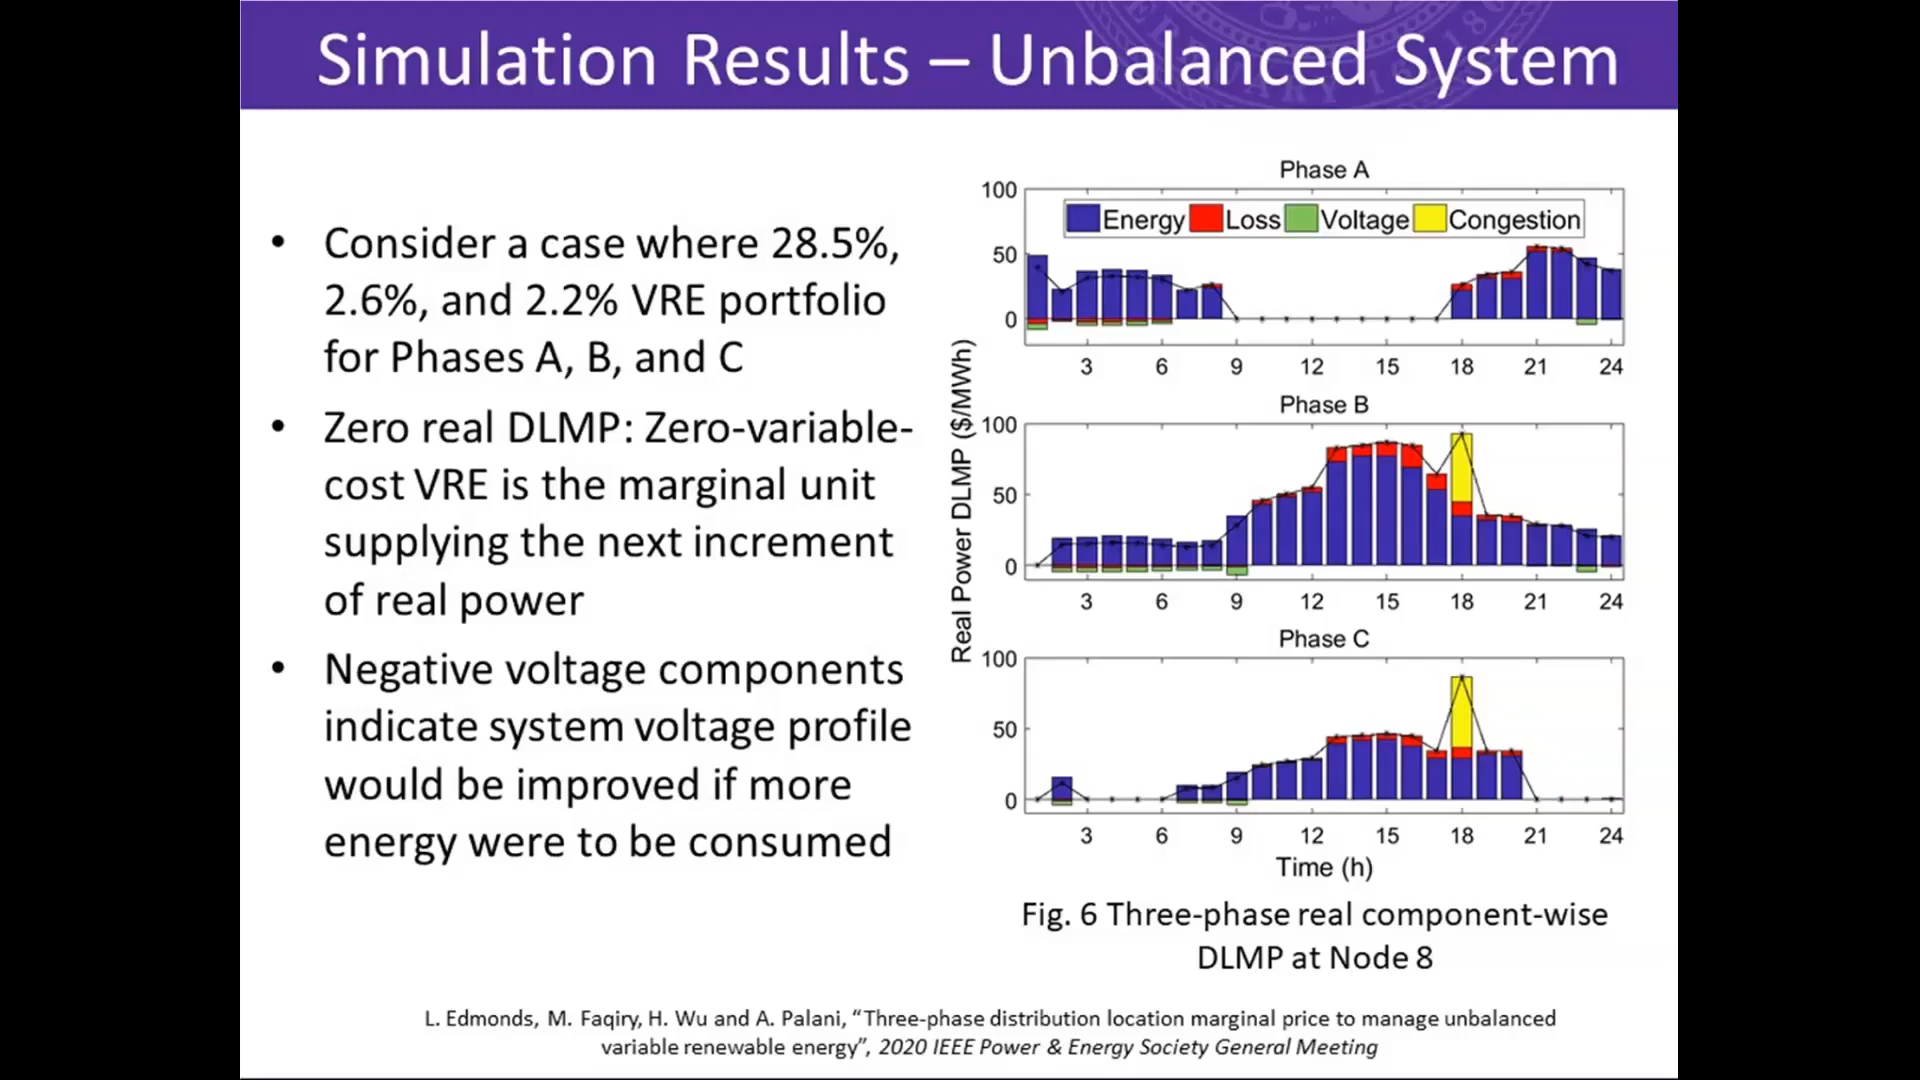 Simulation Results – Unbalanced System
• Consider a case where 28.5%,
2.6%, and 2.2% VRE portfolio
for Phases A, B, and C
• Zero real DLMP: Zero-variable-
cost VRE is the marginal unit
supplying the next increment
of real power
• Negative voltage components
indicate system voltage profile
would be improved if more
energy were to be consumed
Real Power DLMP ($/MWh)
Phase A
100
Energy Loss Voltage Congestion
50
0
3 6 9 12 15 18 21 24
Phase B
100
50
0
3 6 9 12 15 18 21 24
Phase C
100
50
0
3 6 9 12 15 18 21 24
Time (h)
Fig. 6 Three-phase real component-wise
DLMP at Node 8
L. Edmonds, M. Faqiry, H. Wu and A. Palani, “Three-phase distribution location marginal price to manage unbalanced
variable renewable energy”, 2020 IEEE Power & Energy Society General Meeting